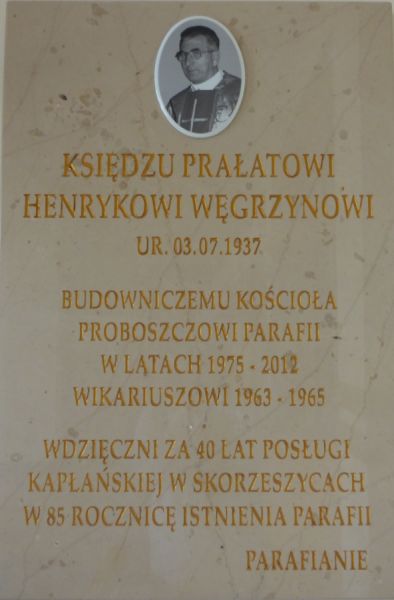 KSIĘDZU PRAŁATOWI
HENRYKOWI WĘGRZYNOWI
UR. 03.07.1937
BUDOWNICZEMU KOŚCIOŁA
PROBOSZCZOWI PARAFII
W LATACH 1975 - 2012
WIKARIUSZOWI 1963 - 1965
WDZIĘCZNI ZA 40 LAT POSŁUGI
KAPŁAŃSKIEJ W SKORZESZYCACH
W 85 ROCZNICĘ ISTNIENIA PARAFII
PARAFIANIE